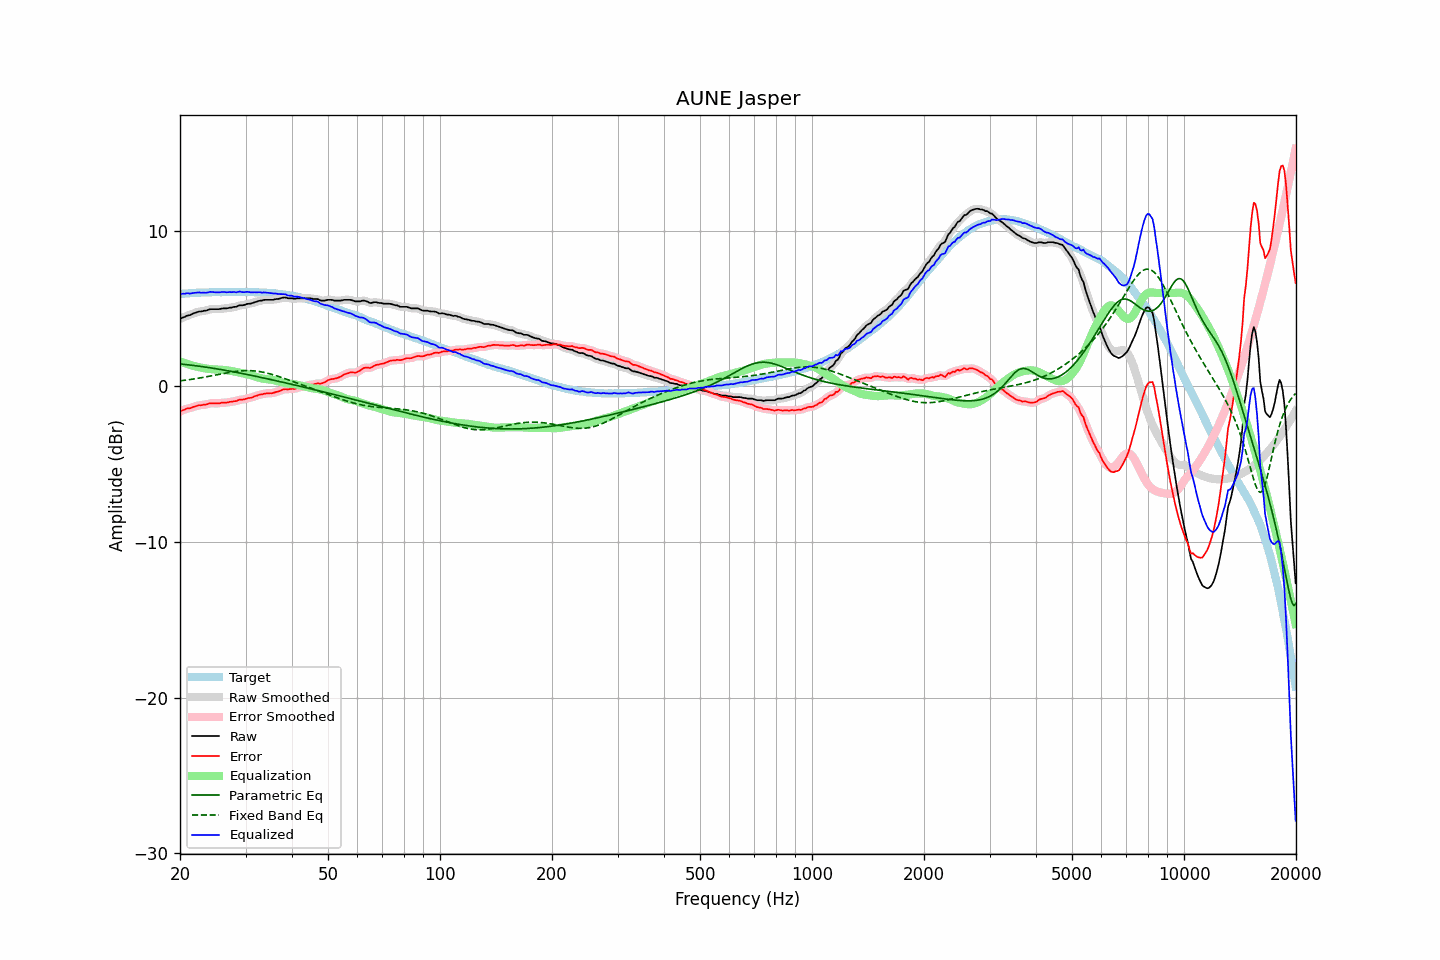 AUNE Jasper
Amplitude (dBr)
10
0
−10
−20
−30
Target
Raw Smoothed
Error Smoothed
Raw
Error
Equalization
Parametric Eq
Fixed Band Eq
Equalized
20 50 100 200 500 1000 2000 5000 10000 20000
Frequency (Hz)